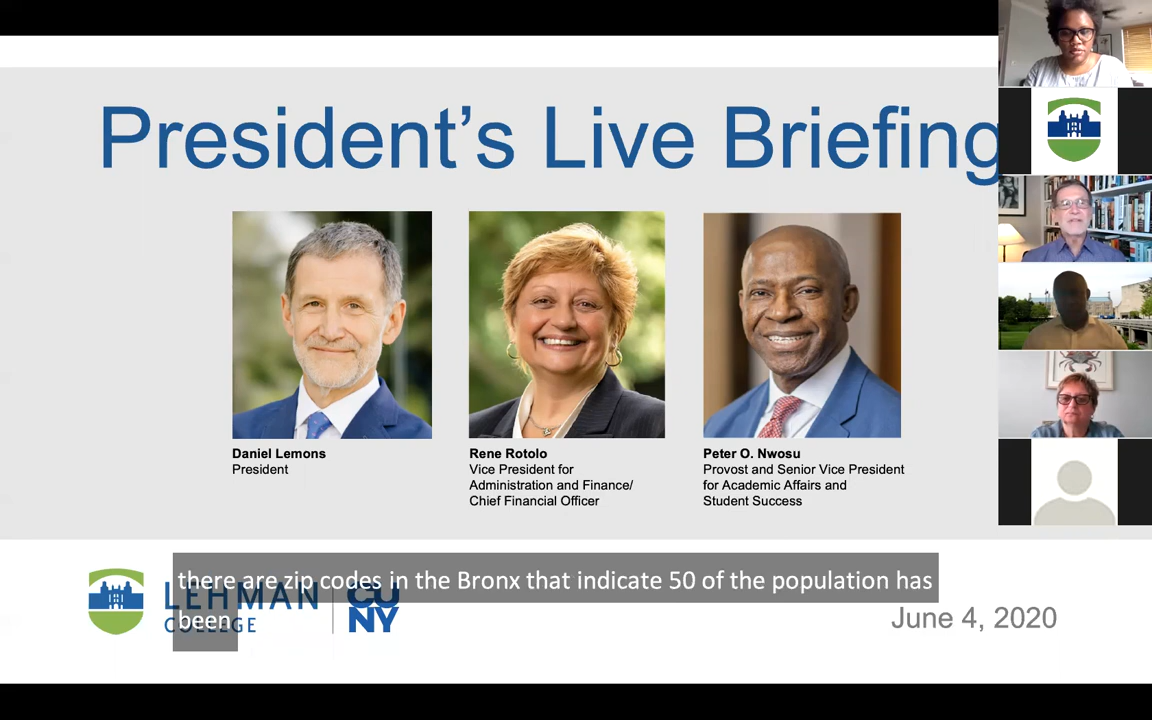 President's Live Briefing
Daniel Lemons
President
Rene Rotolo
Vice President for
Administration and Finance/
Chief Financial Officer
Peter O. Nwosu
Provost and Senior Vice President
for Academic Affairs and
Student Success
there are zip codes in the Bronx that indicate 50 of the population has
been
LEHMAN
COLLEGE
CU
NY
June 4, 2020